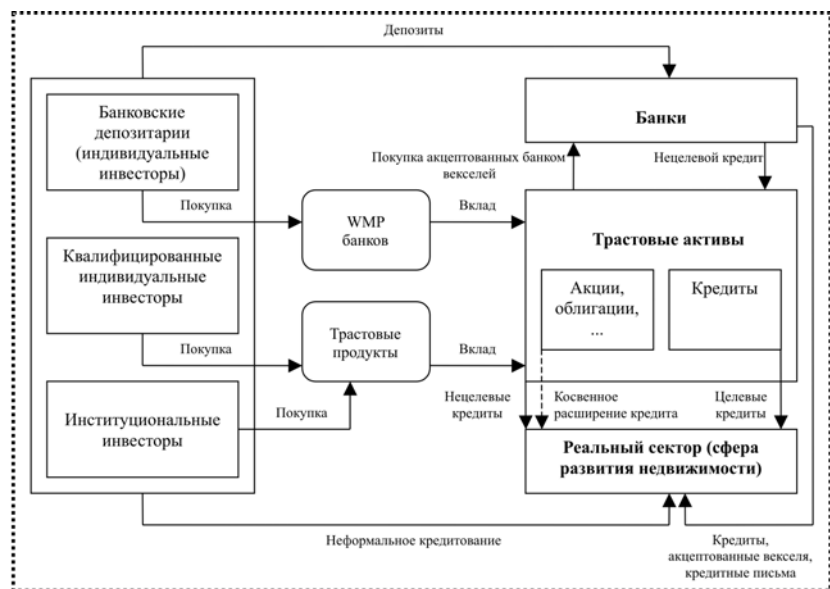 Депозиты
Банковские
депозитарии
(индивидуальные
инвесторы)
Банки
Покупка акцептованных банком
векселей
Нецелевой кредит
Покупка
WMP
банков
Вклад
Трастовые активы
Квалифицированные
индивидуальные
инвесторы
Акции,
облигации,
...
Кредиты
Покупка
Трастовые
продукты
Вклад
Институциональные
инвесторы
Покупка
Нецелевые
кредиты
Косвенное
расширение кредита
Целевые
кредиты
Реальный сектор (сфера
развития недвижимости)
Неформальное кредитование
Кредиты,
акцептованные векселя,
кредитные письма